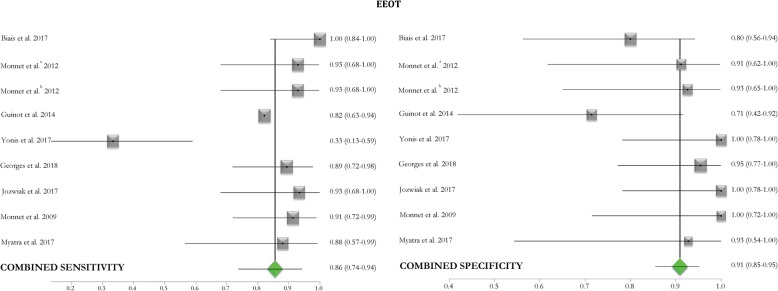 EEOT
Biais et al. 2017 1.00 (0.84-1.00)
Monnet et al.a 2012 0.93 (0.68-1.00)
Monnet et al.b 2012 0.93 (0.68-1.00)
Guinot et al. 2014 0.82 (0.63-0.94)
Yonis et al. 2017 0.33 (0.13-0.59)
Georges et al. 2018 0.89 (0.72-0.98)
Jozwiak et al. 2017 0.93 (0.68-1.00)
Monnet et al. 2009 0.91 (0.72-0.99)
Myatra et al. 2017 0.88 (0.57-0.99)
COMBINED SENSITIVITY 0.86 (0.74-0.94)
0.2 0.3 0.4 0.5 0.6 0.7 0.8 0.9 1.0
Biais et al. 2017 0.80 (0.56-0.94)
Monnet et al.a 2012 0.91 (0.62-1.00)
Monnet et al.b 2012 0.93 (0.65-1.00)
Guinot et al. 2014 0.71 (0.42-0.92)
Yonis et al. 2017 1.00 (0.78-1.00)
Georges et al. 2018 0.95 (0.77-1.00)
Jozwiak et al. 2017 1.00 (0.78-1.00)
Monnet et al. 2009 1.00 (0.72-1.00)
Myatra et al. 2017 0.93 (0.54-1.00)
COMBINED SPECIFICITY 0.91 (0.85-0.95)
0.4 0.5 0.6 0.7 0.8 0.9 1.0